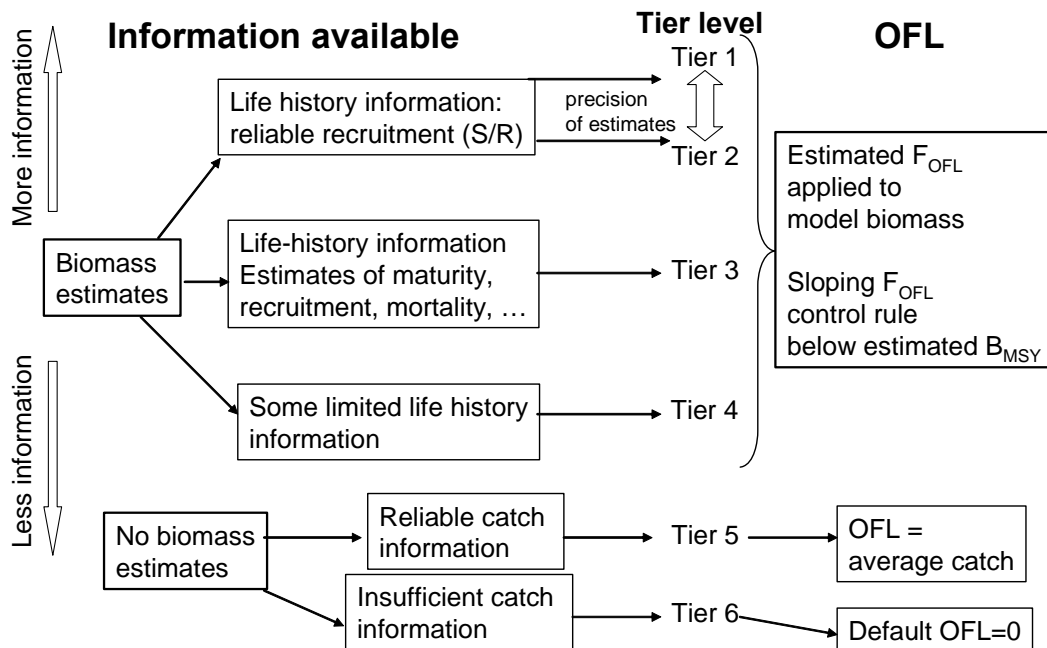 Information available
Tier level
OFL
More information
Less information
Biomass
estimates
Life history information:
reliable recruitment (S/R)
precision
of estimates
Tier 1
Tier 2
Life-history information
Estimates of maturity,
recruitment, mortality, …
Tier 3
Some limited life history
information
Tier 4
Estimated FOFL
applied to
model biomass
Sloping FOFL
control rule
below estimated BMSY
No biomass
estimates
Reliable catch
information
Tier 5
OFL =
average catch
Insufficient catch
information
Tier 6
Default OFL=0